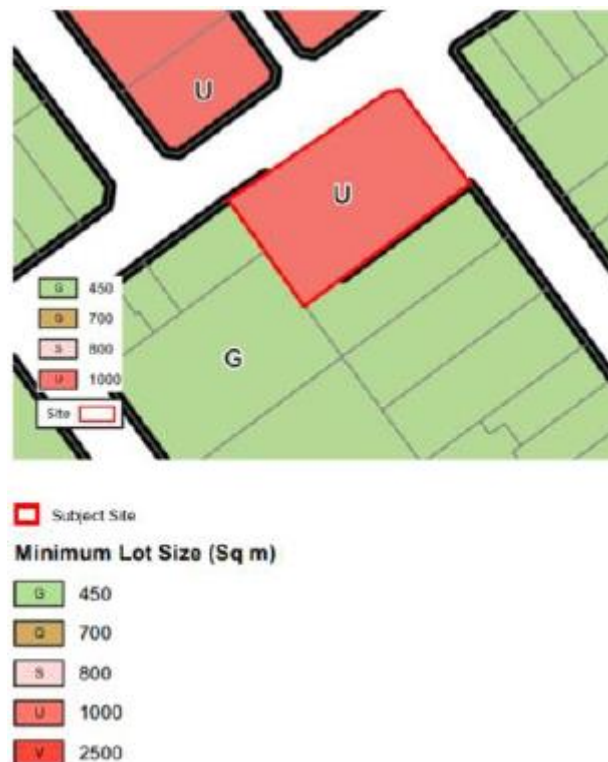 U
U
G
G 450
Q 700
S 800
U 1000
Site
Subject Site
Minimum Lot Size (Sq m)
G 450
Q 700
S 800
U 1000
V 2500